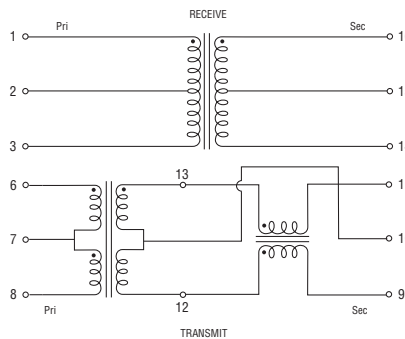 RECEIVE
1 Pri Sec 1
2 1
3 1
6 13 1
7 1
8 12 9
Pri Sec
TRANSMIT